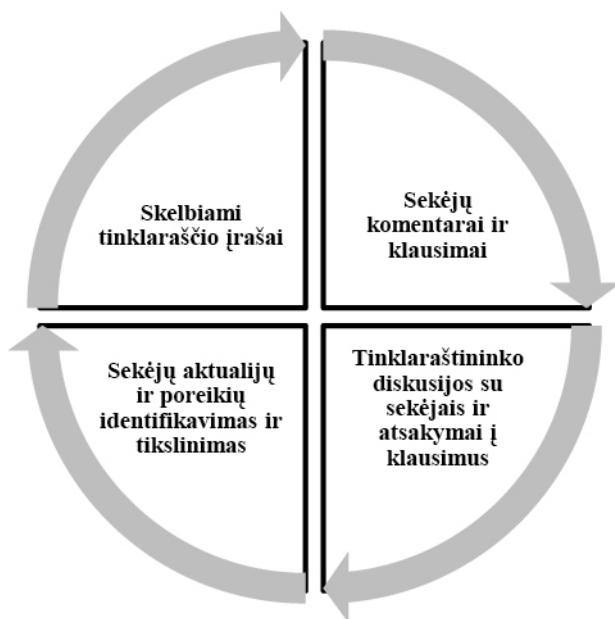 Skelbiami
tinklaraščio įrašai
Sekėjų
komentarai ir
klausimai
Sekėjų aktualijų
ir poreikių
identifikavimas ir
tikslinimas
Tinklaraštininko
diskusijos su
sekėjais ir
atsakymai į
klausimus